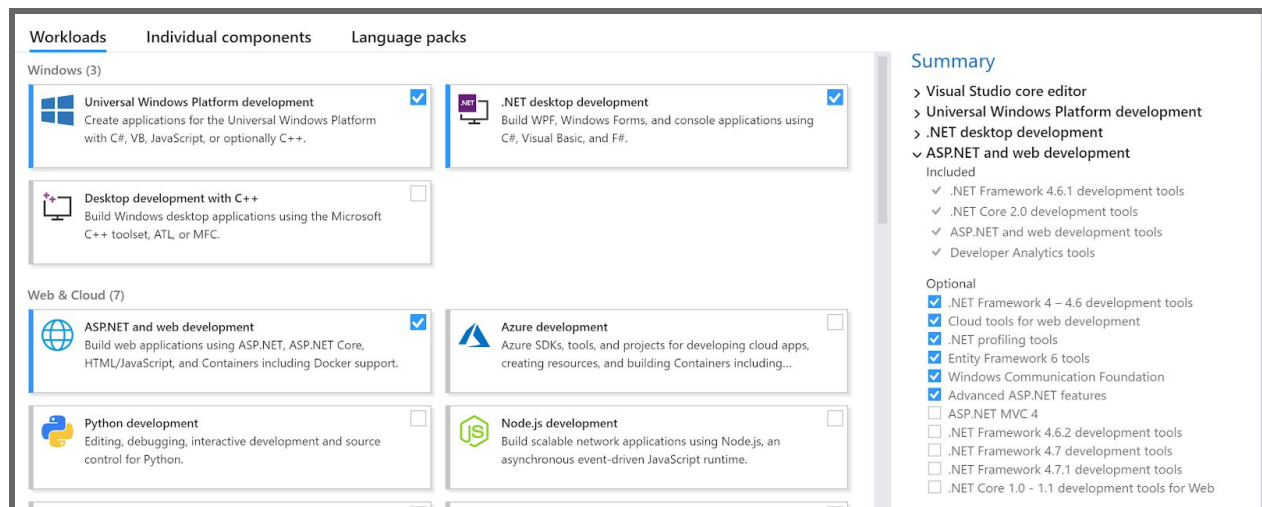 Workloads
Individual components
Language packs
Windows (3)
Universal Windows Platform development
Create applications for the Universal Windows Platform
with C#, VB, JavaScript, or optionally C++.
.NET
.NET desktop development
Build WPF, Windows Forms, and console applications using
C#, Visual Basic, and F#.
Desktop development with C++
Build Windows desktop applications using the Microsoft
C++ toolset, ATL, or MFC.
Web & Cloud (7)
ASP.NET and web development
Build web applications using ASP.NET, ASP.NET Core,
HTML/JavaScript, and Containers including Docker support.
Azure development
Azure SDKs, tools, and projects for developing cloud apps,
creating resources, and building Containers including...
Python development
Editing, debugging, interactive development and source
control for Python.
JS
Node.js development
Build scalable network applications using Node.js, an
asynchronous event-driven JavaScript runtime.
Summary
Visual Studio core editor
Universal Windows Platform development
.NET desktop development
ASP.NET and web development
Included
.NET Framework 4.6.1 development tools
.NET Core 2.0 development tools
ASP.NET and web development tools
Developer Analytics tools
Optional
.NET Framework 4 – 4.6 development tools
Cloud tools for web development
.NET profiling tools
Entity Framework 6 tools
Windows Communication Foundation
Advanced ASP.NET features
ASP.NET MVC 4
.NET Framework 4.6.2 development tools
.NET Framework 4.7 development tools
.NET Framework 4.7.1 development tools
.NET Core 1.0 - 1.1 development tools for Web